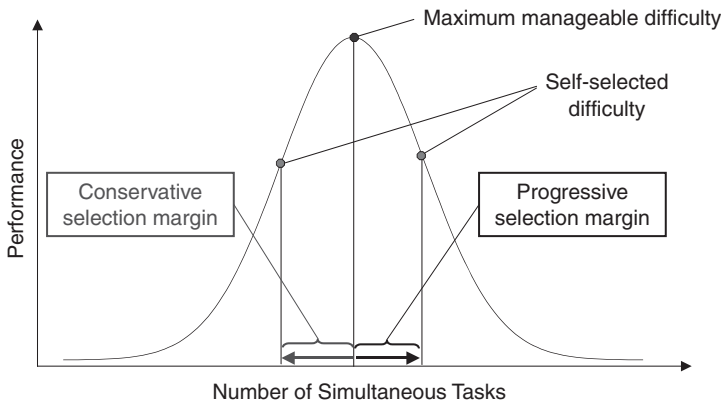 Maximum manageable difficulty
Self-selected
difficulty
Conservative
selection margin
Progressive
selection margin
Performance
Number of Simultaneous Tasks